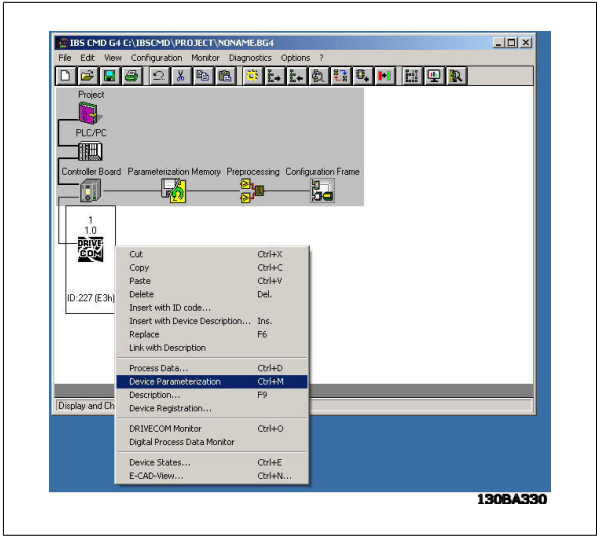 IBS CMD G4 C:\IBSCMD\PROJECT\NONAME.BG4
File Edit View Configuration Monitor Diagnostics Options ?
Project
PLC/PC
Controller Board Parameterization Memory Preprocessing Configuration Frame
1
1.0
DRIVE
COM
ID:227 (E3h)
Cut Ctrl+X
Copy Ctrl+C
Paste Ctrl+V
Delete Del.
Insert with ID code...
Insert with Device Description... Ins.
Replace F6
Link with Description
Process Data... Ctrl+D
Device Parameterization Ctrl+M
Description... F9
Device Registration...
DRIVECOM Monitor Ctrl+O
Digital Process Data Monitor
Device States... Ctrl+E
E-CAD-View... Ctrl+N...
Display and Ch
130BA330